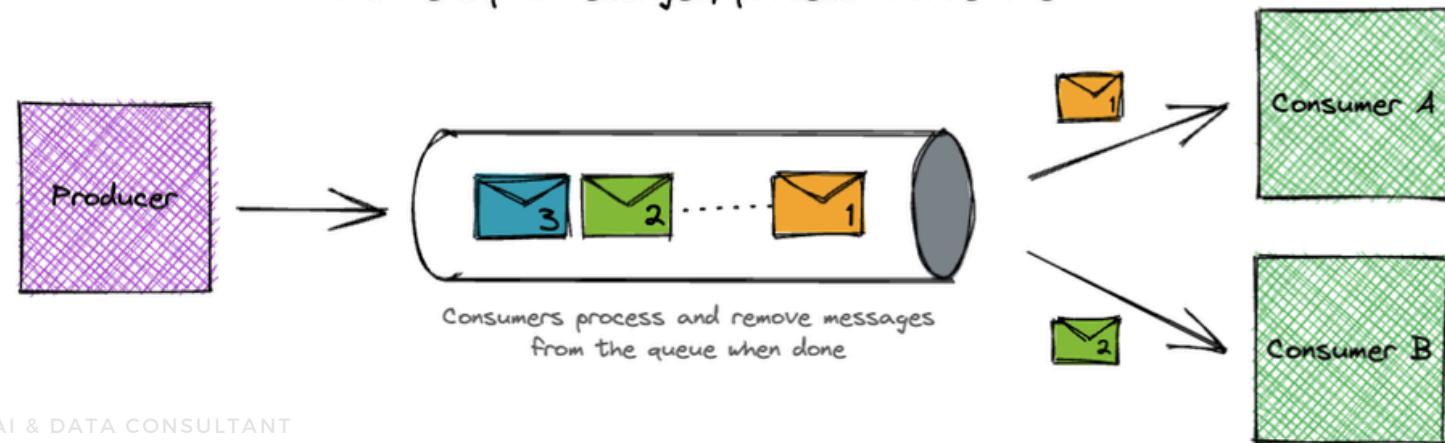 Producer
3
2
1
Consumers process and remove messages
from the queue when done
1
Consumer A
2
Consumer B
AI & DATA CONSULTANT